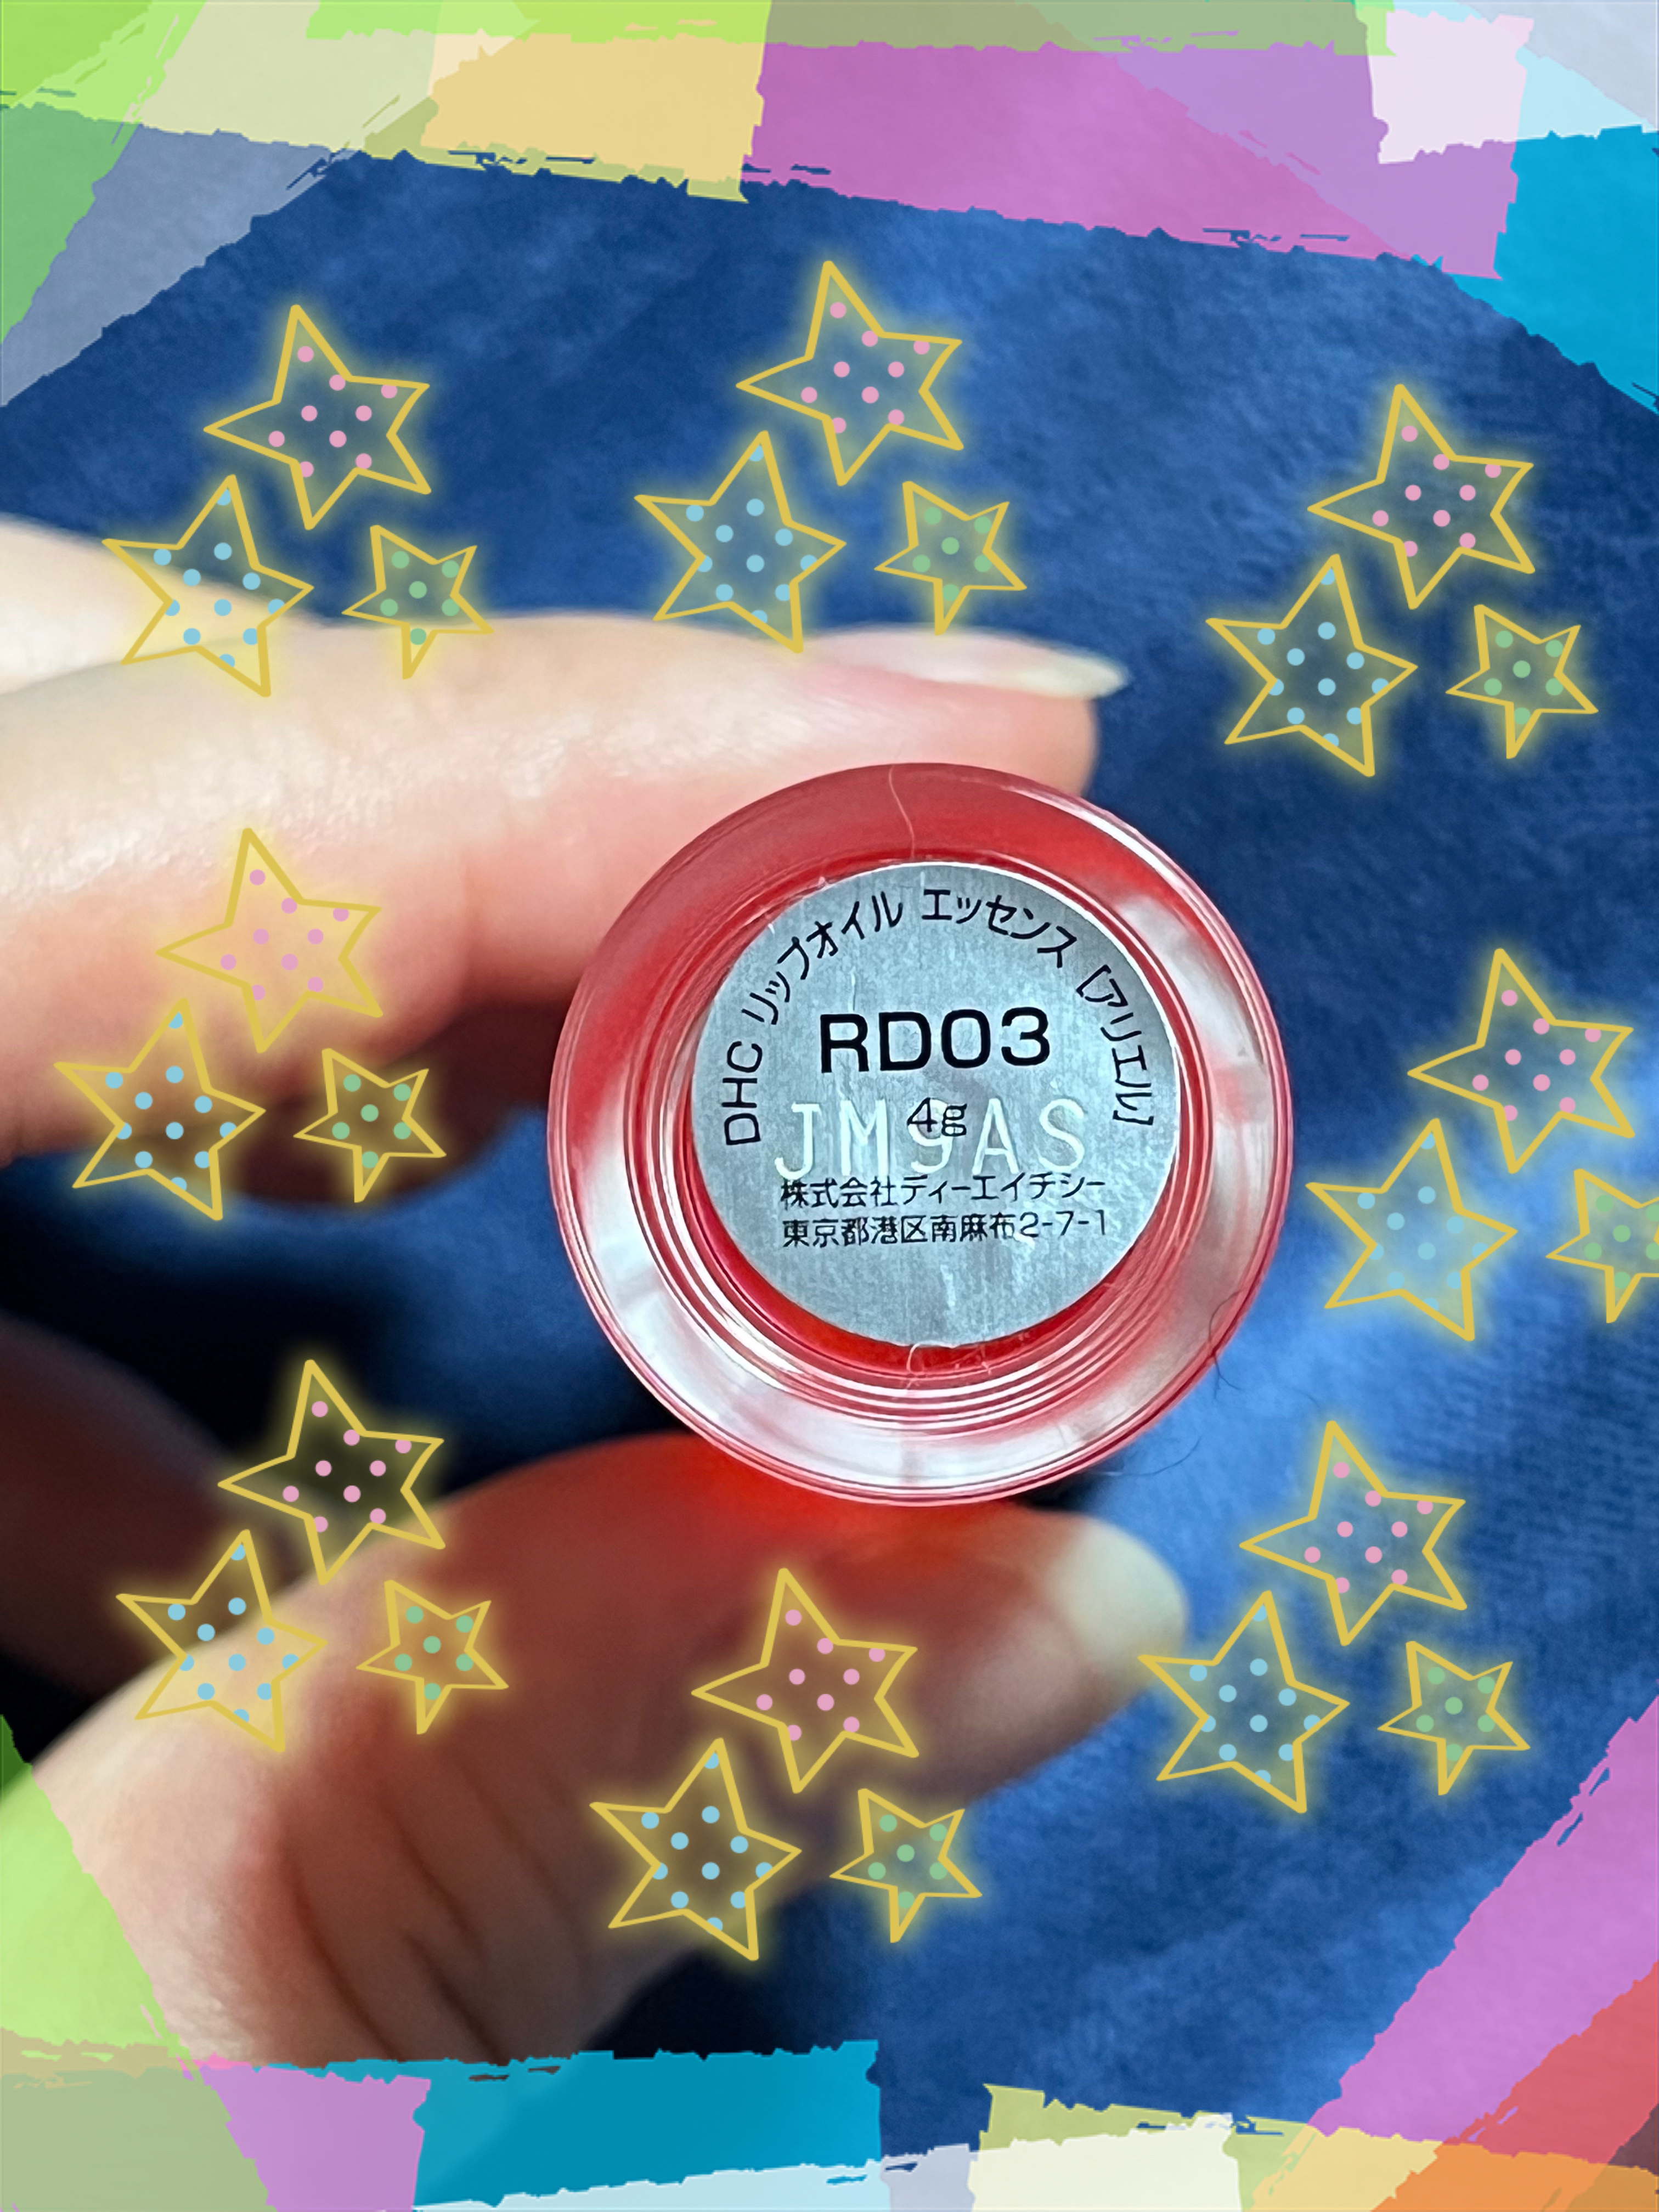 DHC リップオイル エッセンス [アリエル]
RD03
4g
JM9AS
株式会社ディーエイチシー
東京都港区南麻布2-7-1